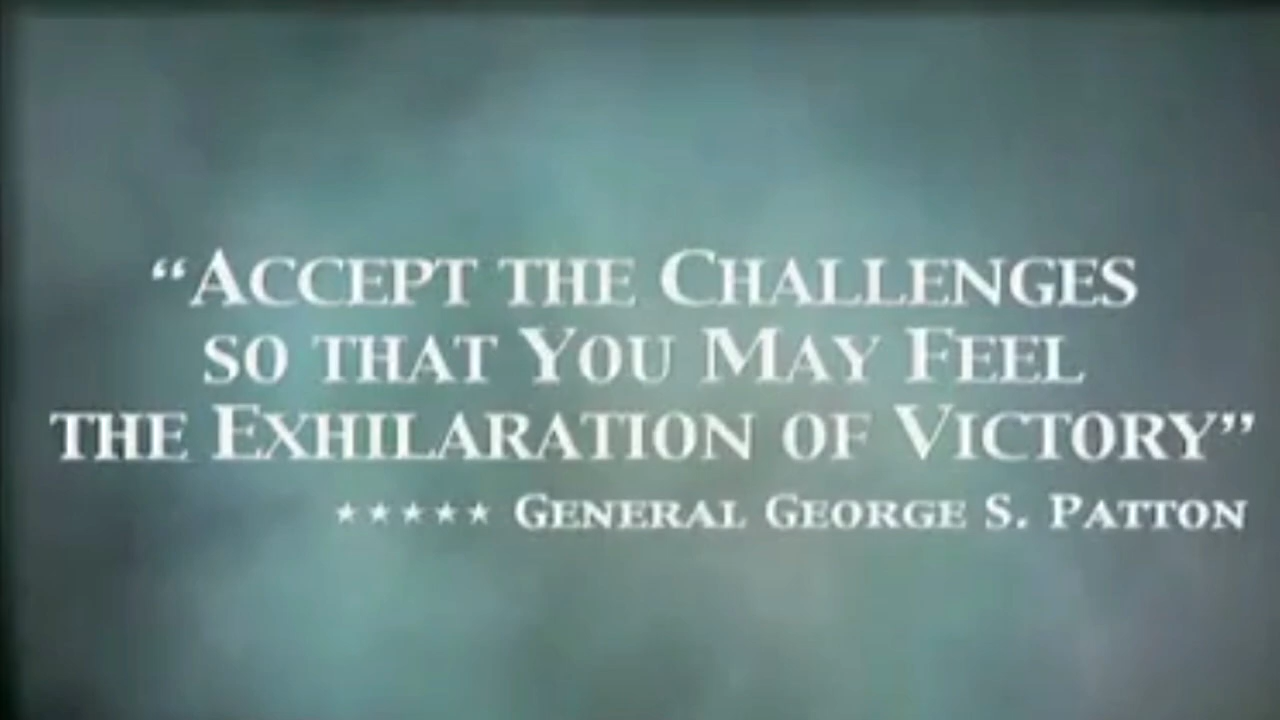 “Accept the Challenges
so that You May Feel
the Exhilaration of Victory”
★★★★★ General George S. Patton